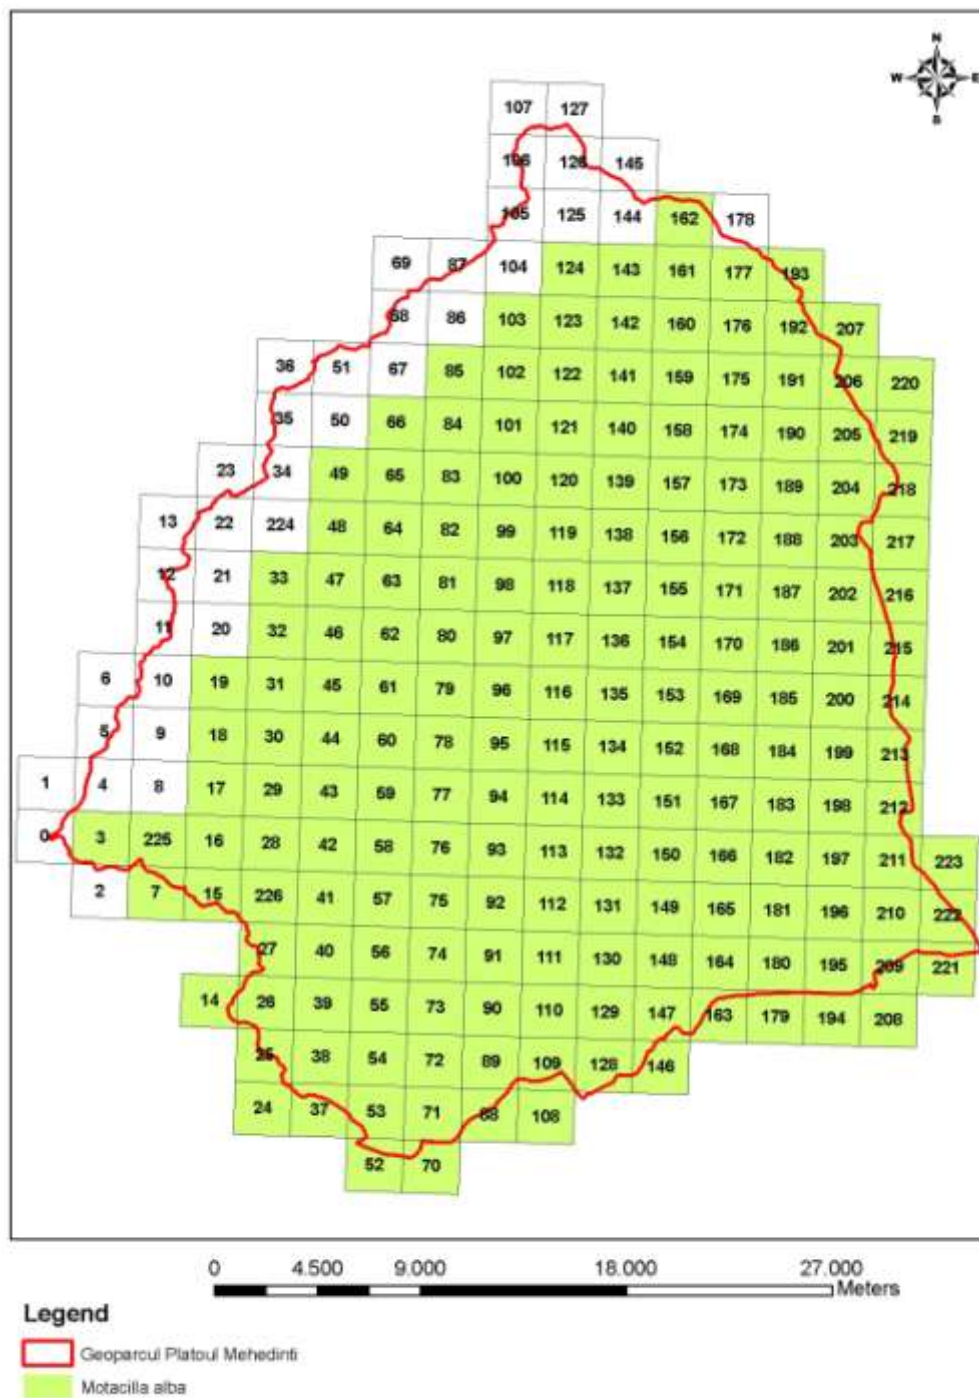 N
W E
S
107 127
106 126 145
105 125 144 162 178
69 87 104 124 143 161 177 193
68 86 103 123 142 160 176 192 207
36 51 67 85 102 122 141 159 175 191 206 220
35 50 66 84 101 121 140 158 174 190 205 219
23 34 49 65 83 100 120 139 157 173 189 204 218
13 22 224 48 64 82 99 119 138 156 172 188 203 217
12 21 33 47 63 81 98 118 137 155 171 187 202 216
11 20 32 46 62 80 97 117 136 154 170 186 201 215
6 10 19 31 45 61 79 96 116 135 153 169 185 200 214
5 9 18 30 44 60 78 95 115 134 152 168 184 199 213
1 4 8 17 29 43 59 77 94 114 133 151 167 183 198 212
0 3 225 16 28 42 58 76 93 113 132 150 166 182 197 211 223
2 7 15 226 41 57 75 92 112 131 149 165 181 196 210 222
27 40 56 74 91 111 130 148 164 180 195 209 221
14 26 39 55 73 90 110 129 147 163 179 194 208
25 38 54 72 89 109 128 146
24 37 53 71 88 108
52 70
0 4.500 9.000 18.000 27.000
Meters
Legend
Geoparcul Platoul Mehedinti
Motacilla alba